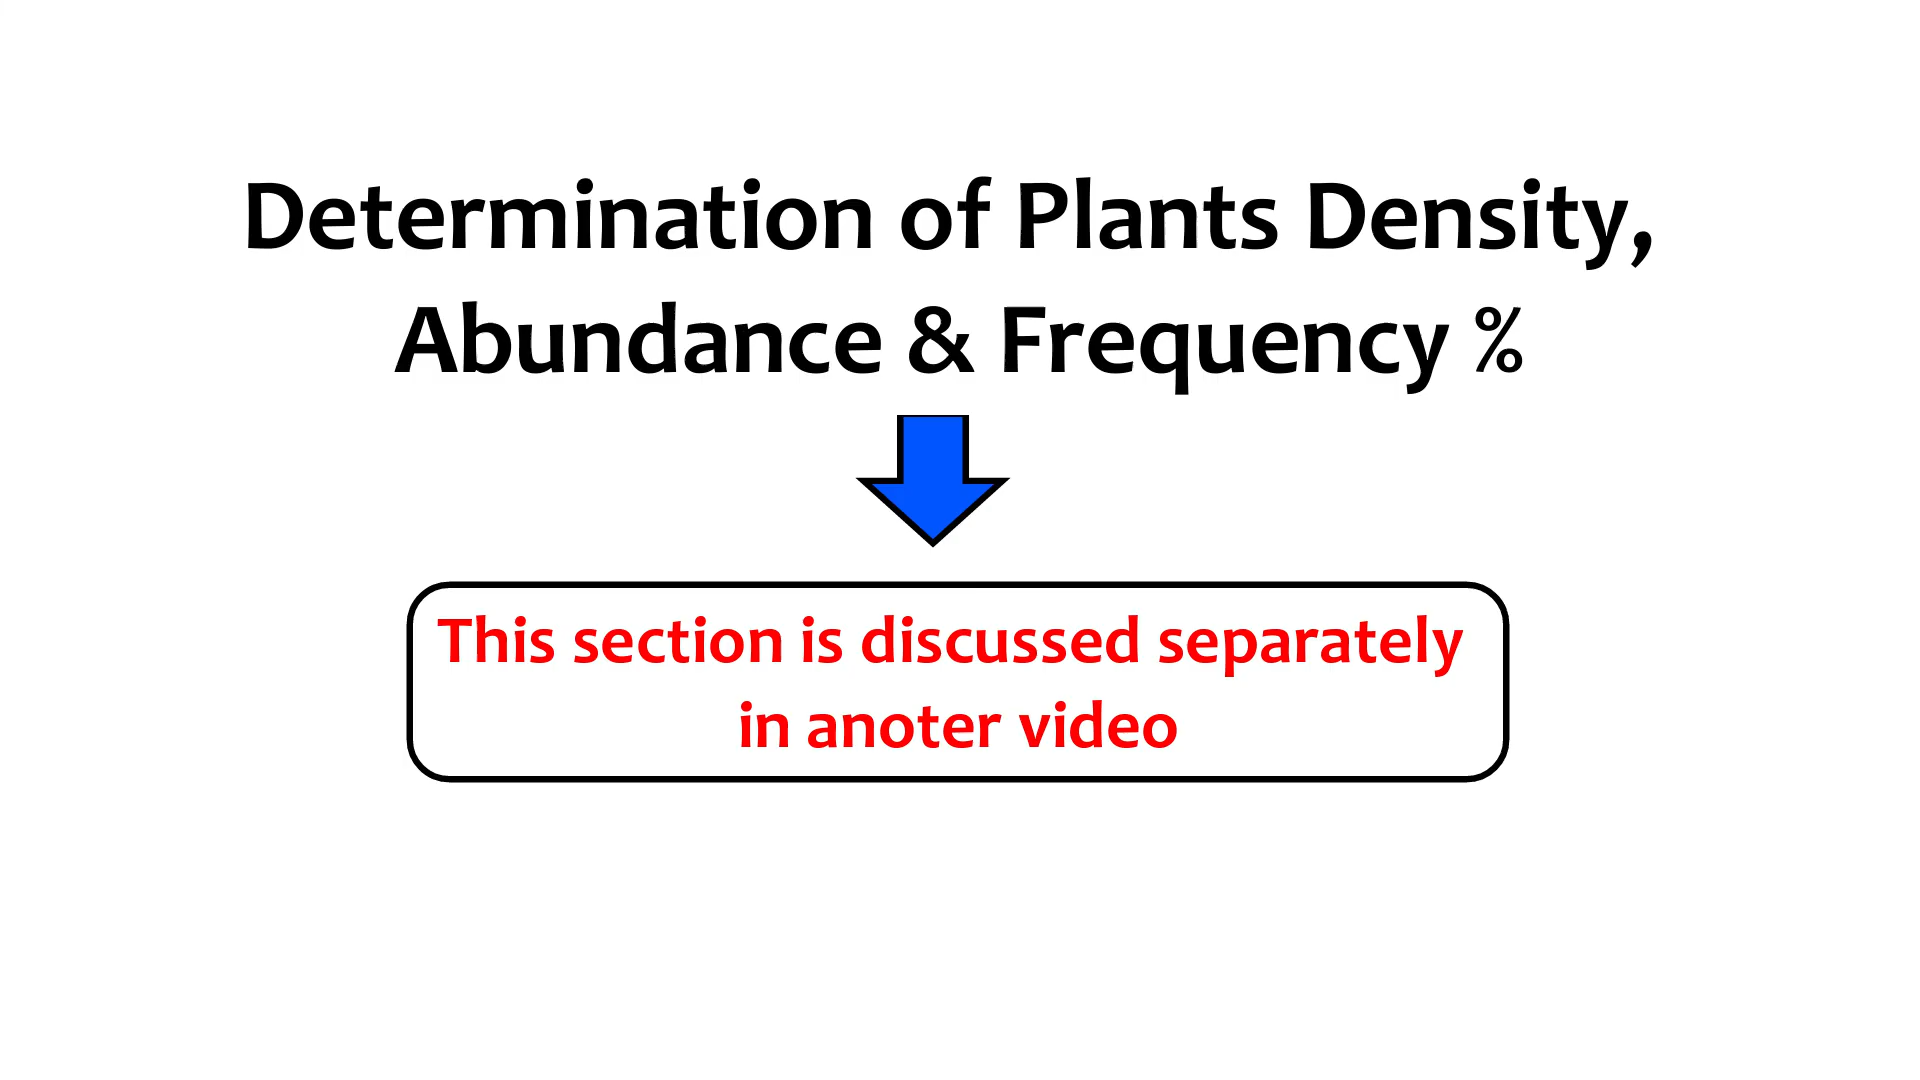 Determination of Plants Density,
Abundance & Frequency %
This section is discussed separately
in anoter video